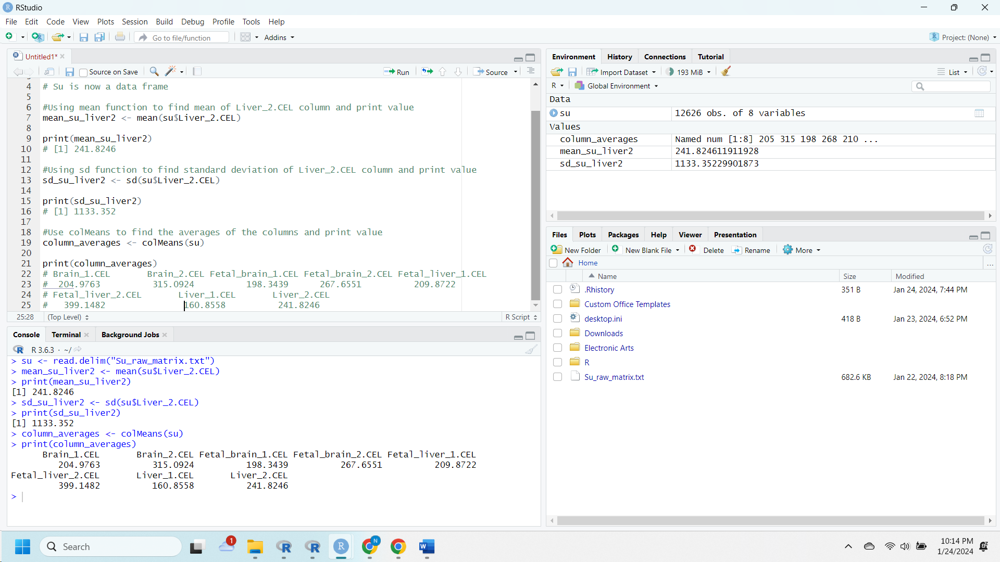 RStudio
File Edit Code View Plots Session Build Debug Profile Tools Help
Go to file/function Addins Project: (None)
Untitled1*
Source on Save Run Source
4 # Su is now a data frame
5
6 #Using mean function to find mean of Liver_2.CEL column and print value
7 mean_su_liver2 <- mean(su$Liver_2.CEL)
8
9 print(mean_su_liver2)
10 # [1] 241.8246
11
12 #Using sd function to find standard deviation of Liver_2.CEL column and print value
13 sd_su_liver2 <- sd(su$Liver_2.CEL)
14
15 print(sd_su_liver2)
16 # [1] 1133.352
17
18 #Use colMeans to find the averages of the columns and print value
19 column_averages <- colMeans(su)
20
21 print(column_averages)
22 # Brain_1.CEL Brain_2.CEL Fetal_brain_1.CEL Fetal_brain_2.CEL Fetal_liver_1.CEL
23 # 204.9763 315.0924 198.3439 267.6551 209.8722
24 # Fetal_liver_2.CEL Liver_1.CEL Liver_2.CEL
25 # 399.1482 160.8558 241.8246
25:28 (Top Level) R Script
Console Terminal Background Jobs
R 3.6.3 · ~/
> su <- read.delim("Su_raw_matrix.txt")
> mean_su_liver2 <- mean(su$Liver_2.CEL)
> print(mean_su_liver2)
[1] 241.8246
> sd_su_liver2 <- sd(su$Liver_2.CEL)
> print(sd_su_liver2)
[1] 1133.352
> column_averages <- colMeans(su)
> print(column_averages)
Brain_1.CEL Brain_2.CEL Fetal_brain_1.CEL Fetal_brain_2.CEL Fetal_liver_1.CEL
204.9763 315.0924 198.3439 267.6551 209.8722
Fetal_liver_2.CEL Liver_1.CEL Liver_2.CEL
399.1482 160.8558 241.8246
>
Environment History Connections Tutorial
Import Dataset 193 MiB List
R Global Environment
Data
su 12626 obs. of 8 variables
Values
column_averages Named num [1:8] 205 315 198 268 210 ...
mean_su_liver2 241.824611911928
sd_su_liver2 1133.35229901873
Files Plots Packages Help Viewer Presentation
New Folder New Blank File Delete Rename More
Home ...
Name Size Modified
.Rhistory 351 B Jan 24, 2024, 7:44 PM
Custom Office Templates
desktop.ini 418 B Jan 23, 2024, 6:52 PM
Downloads
Electronic Arts
R
Su_raw_matrix.txt 682.6 KB Jan 22, 2024, 8:18 PM
Search 1 N 10:14 PM
1/24/2024